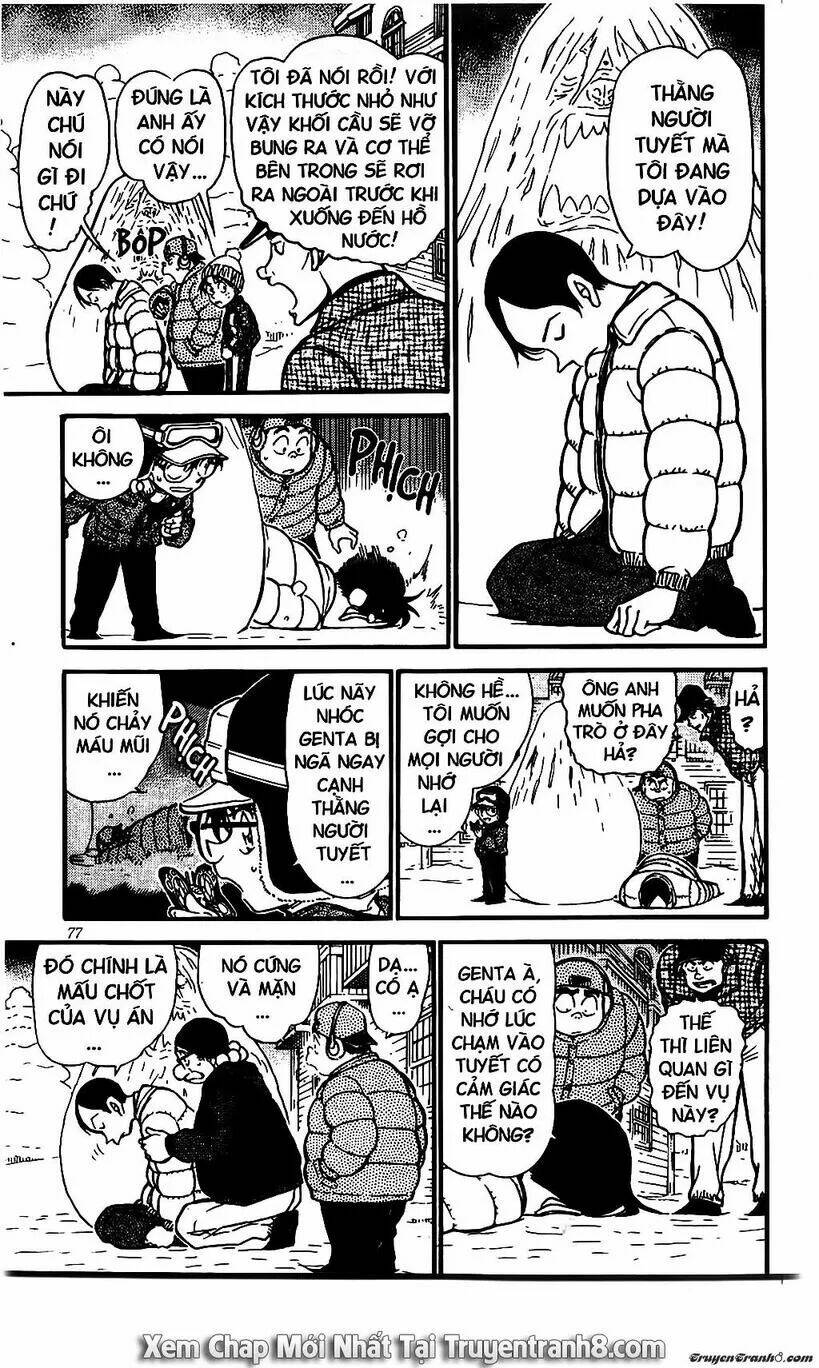 THẰNG
NGƯỜI
TUYẾT MÀ
TÔI ĐANG
DỰA VÀO
ĐÂY!
TÔI ĐÃ NÓI RỒI! VỚI
KÍCH THƯỚC NHỎ NHƯ
VẬY KHỐI CẦU SẼ VỠ
BUNG RA VÀ CƠ THỂ
BÊN TRONG SẼ RƠI
RA NGOÀI TRƯỚC KHI
XUỐNG ĐẾN HỒ
NƯỚC!
ĐÚNG LÀ
ANH ẤY
CÓ NÓI
VẬY...
NÀY
CHÚ
NÓI
GÌ ĐI
CHỨ
!
BỘP
PHỊCH
ÔI
KHÔNG
...
HẢ
?
ÔNG ANH
MUỐN PHA
TRÒ Ở ĐÂY
HẢ?
KHÔNG HỀ...
TÔI MUỐN
GỢI CHO
MỌI NGƯỜI
NHỚ
LẠI
...
LÚC NÃY
NHÓC
GENTA BỊ
NGÃ NGAY
CẠNH
THẰNG
NGƯỜI
TUYẾT
...
PHỊCH
KHIẾN
NÓ CHẢY
MÁU MŨI
...
77
THẾ
THÌ LIÊN
QUAN GÌ
ĐẾN VỤ
NÀY?
GENTA À,
CHÁU CÓ
NHỚ LÚC
CHẠM VÀO
TUYẾT CÓ
CẢM GIÁC
THẾ NÀO
KHÔNG?
DẠ...
CÓ Ạ
...
NÓ CỨNG
VÀ MẶN
...
ĐÓ CHÍNH LÀ
MẤU CHỐT
CỦA VỤ ÁN
...
Xem Chap Mới Nhất Tại Truyentranh8.com
TruyenTranh8.com